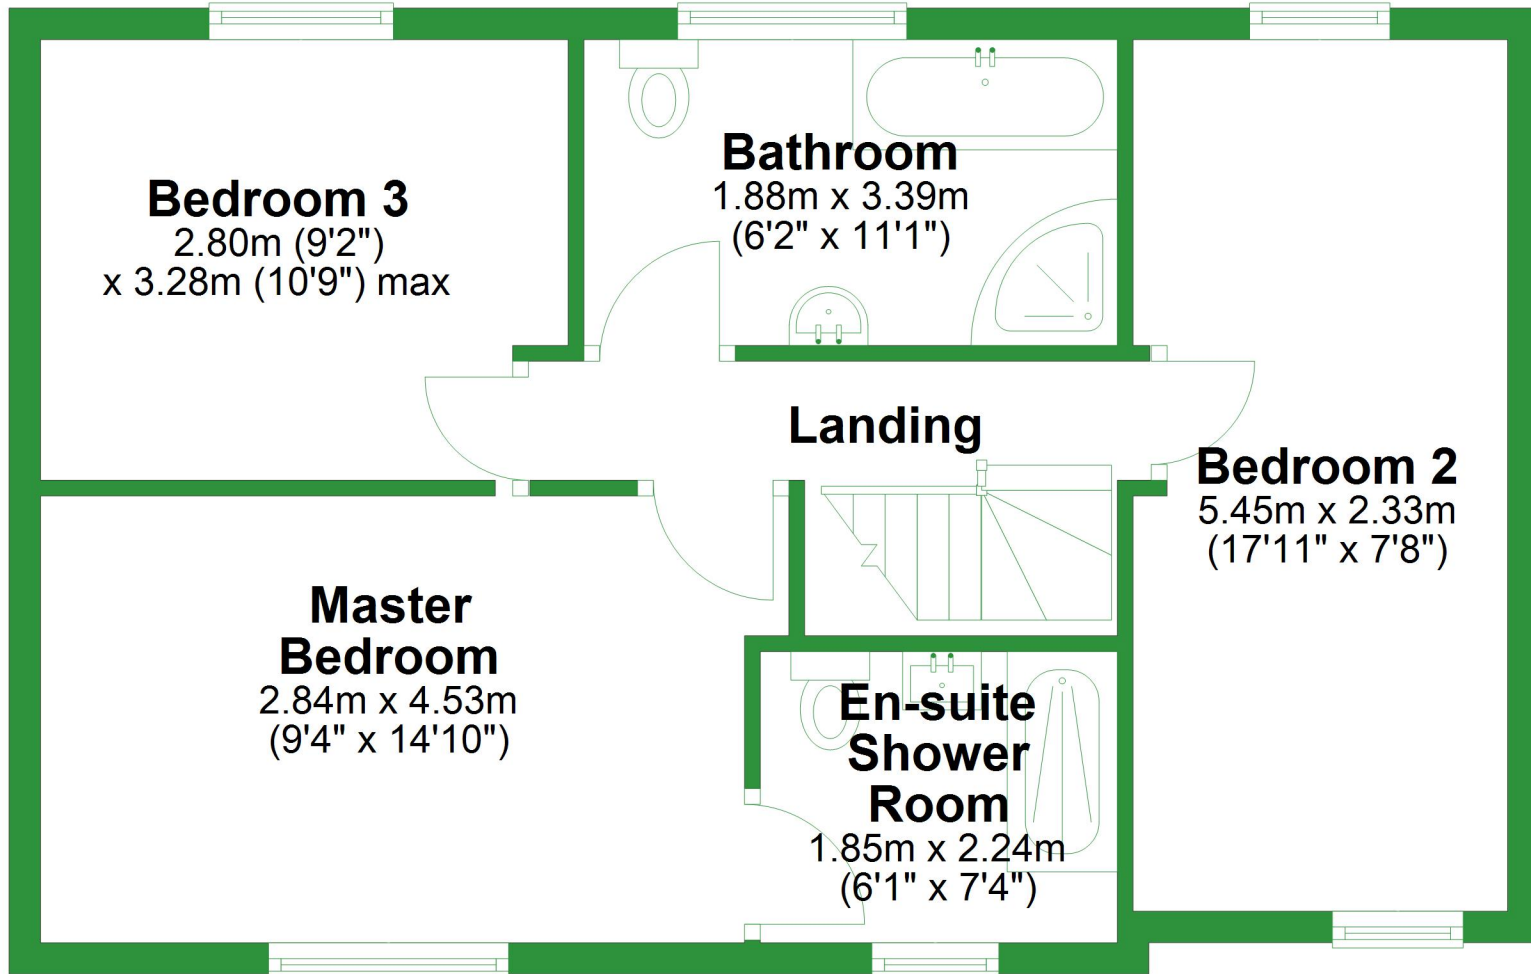 Bedroom 3
2.80m (9'2")
x 3.28m (10'9") max
Bathroom
1.88m x 3.39m
(6'2" x 11'1")
Landing
Bedroom 2
5.45m x 2.33m
(17'11" x 7'8")
Master
Bedroom
2.84m x 4.53m
(9'4" x 14'10")
En-suite
Shower
Room
1.85m x 2.24m
(6'1" x 7'4")